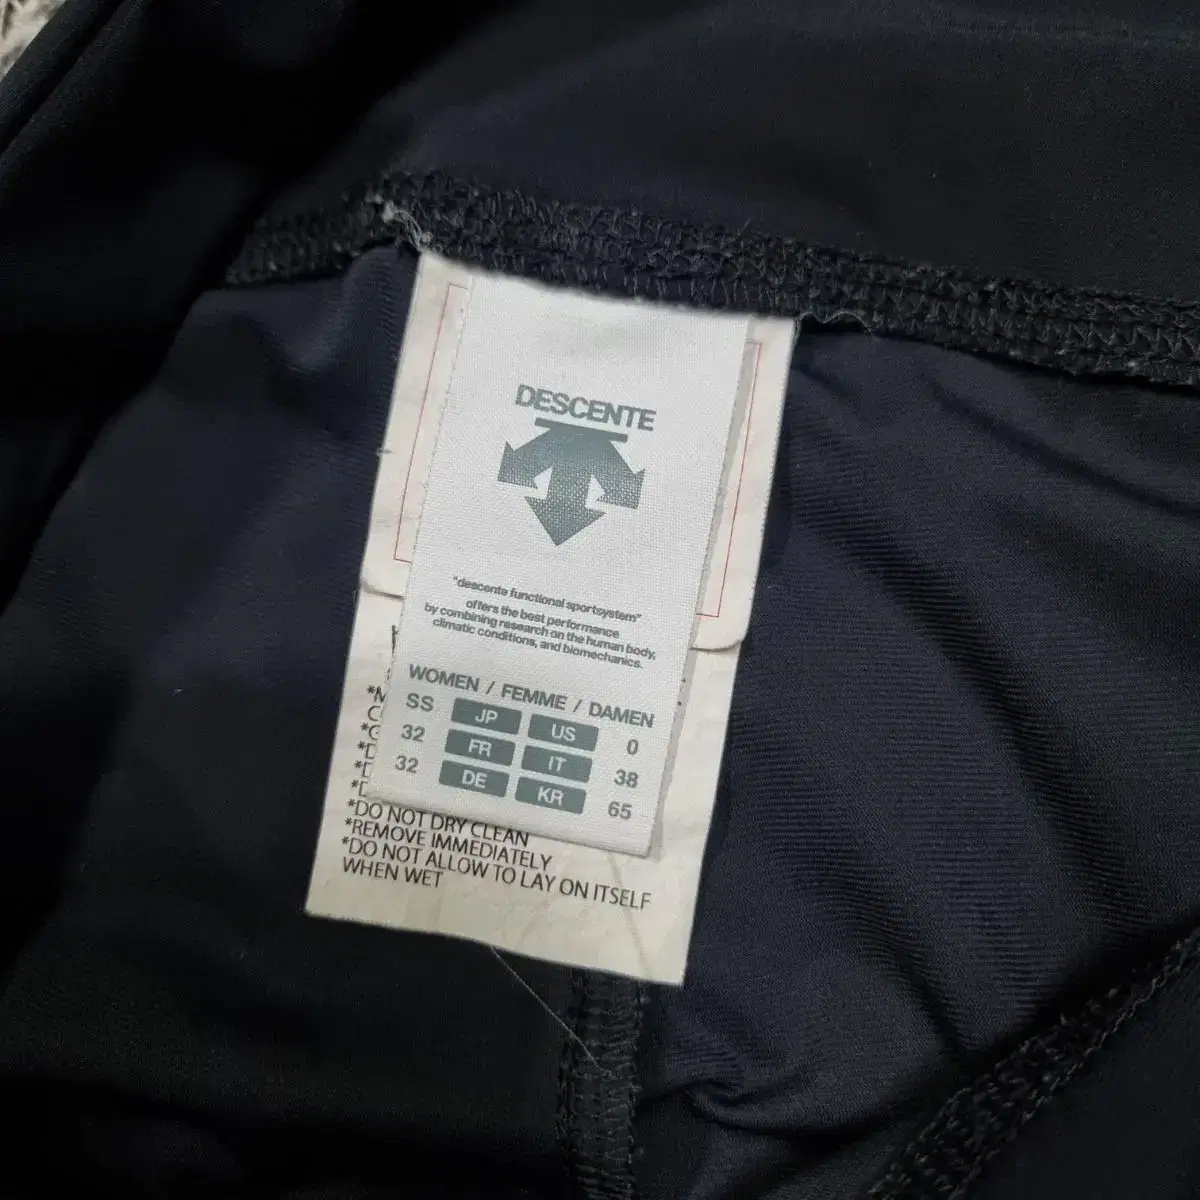 DESCENTE
"descente functional sportsystem"
offers the best performance
by combining research on the human body,
climatic conditions, and biomechanics.
WOMEN / FEMME / DAMEN
SS JP US 0
32 FR IT 38
32 DE KR 65
*DO NOT DRY CLEAN
*REMOVE IMMEDIATELY
*DO NOT ALLOW TO LAY ON ITSELF
WHEN WET